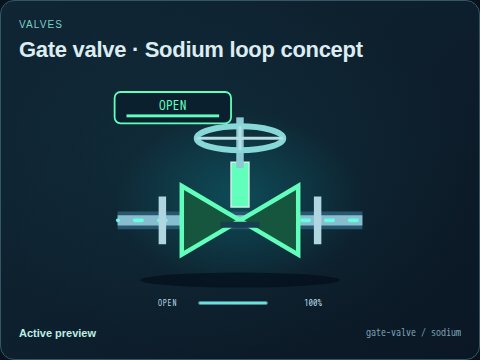 VALVES
Gate valve · Sodium loop concept
OPEN
OPEN 100%
Active preview gate-valve / sodium